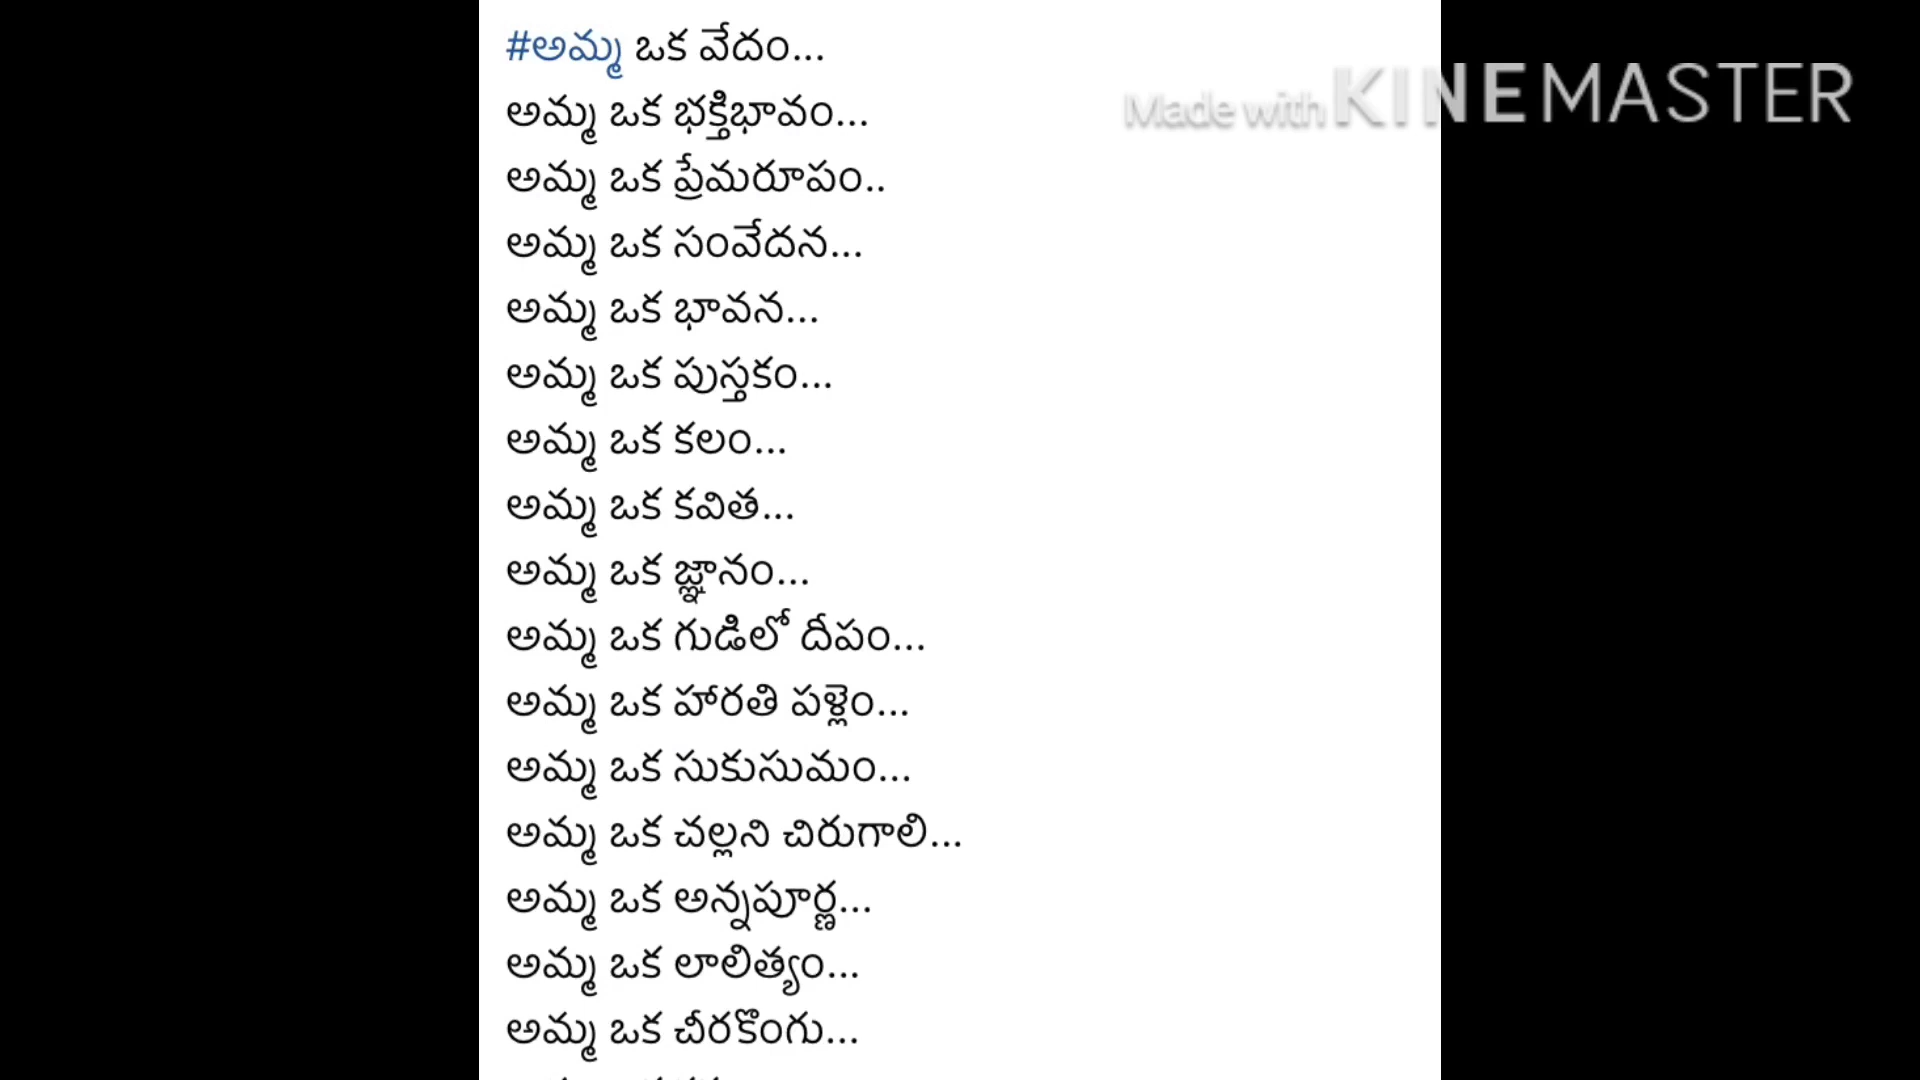 #అమ్మ ఒక వేదం...
Made with KINEMASTER
అమ్మ ఒక భక్తిభావం...
అమ్మ ఒక ప్రేమరూపం..
అమ్మ ఒక సంవేదన...
అమ్మ ఒక భావన...
అమ్మ ఒక పుస్తకం...
అమ్మ ఒక కలం...
అమ్మ ఒక కవిత...
అమ్మ ఒక జ్ఞానం...
అమ్మ ఒక గుడిలో దీపం...
అమ్మ ఒక హారతి పళ్లెం...
అమ్మ ఒక సుకుసుమం...
అమ్మ ఒక చల్లని చిరుగాలి...
అమ్మ ఒక అన్నపూర్ణ...
అమ్మ ఒక లాలిత్యం...
అమ్మ ఒక చీరకొంగు...